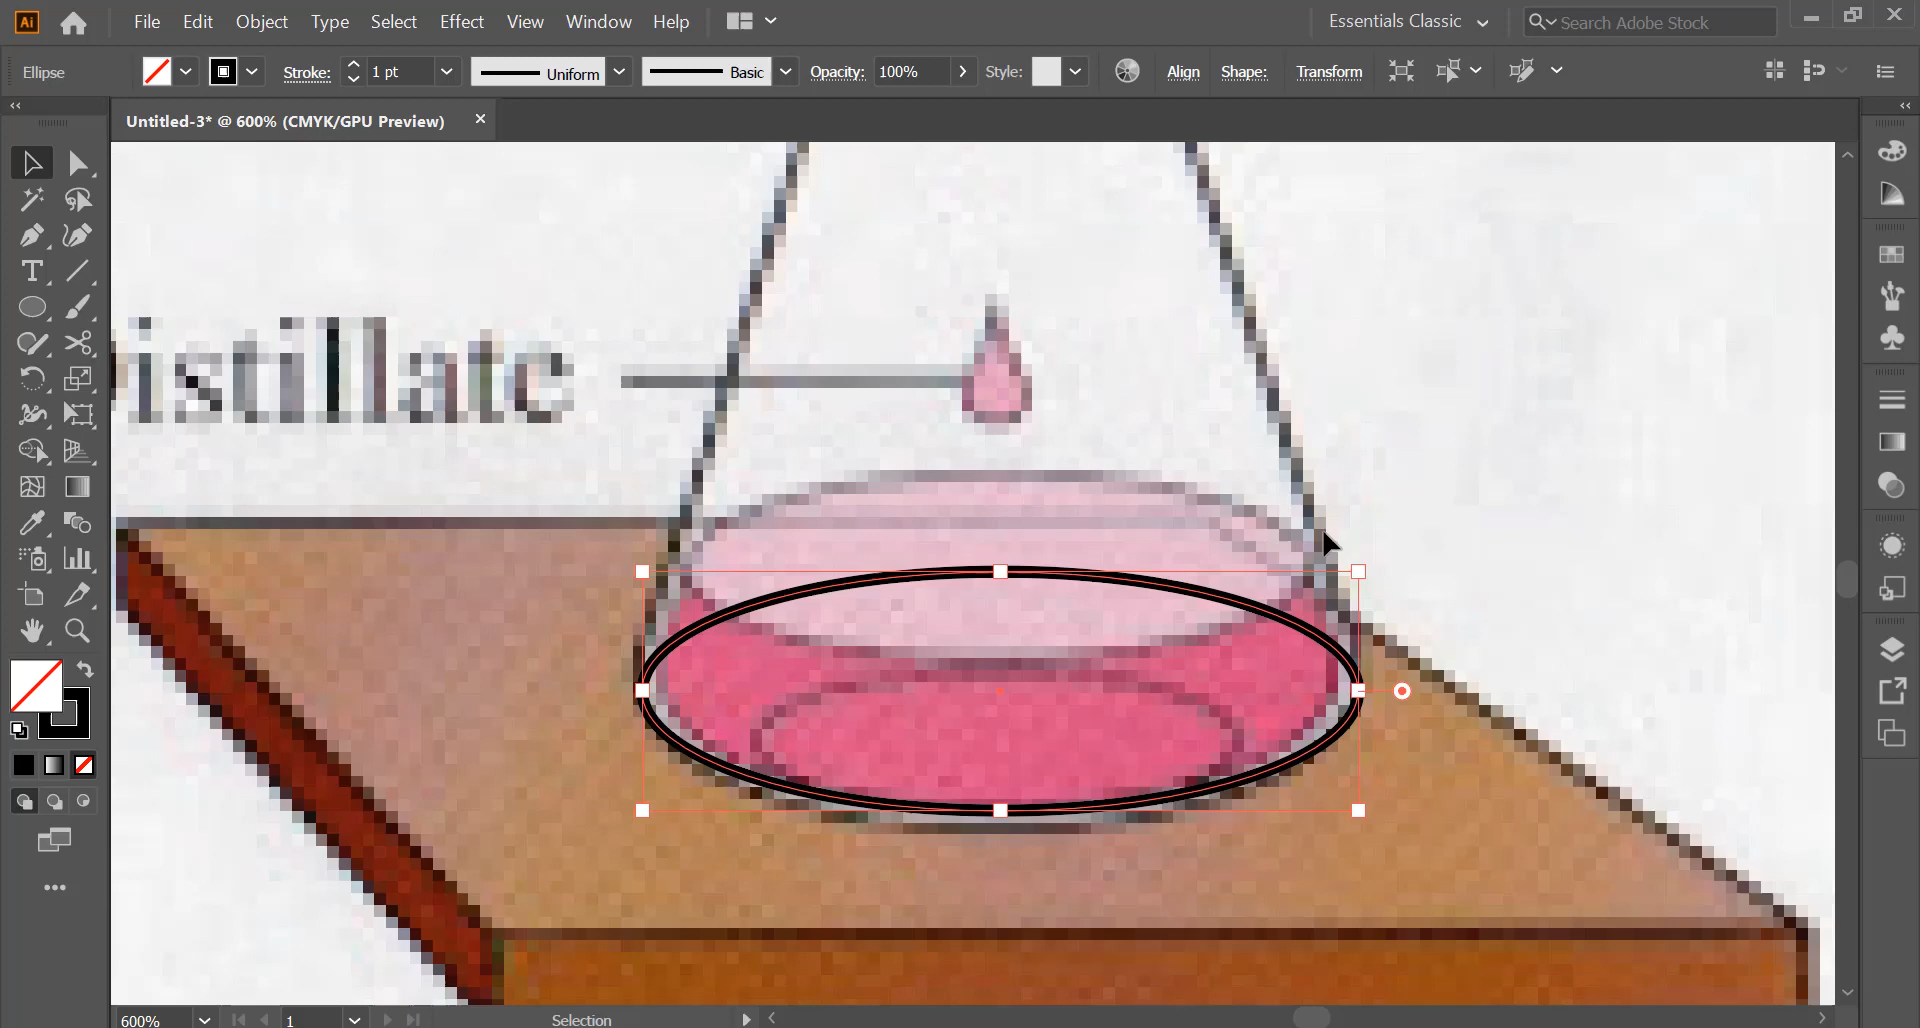 Ai File Edit Object Type Select Effect View Window Help Essentials Classic Search Adobe Stock
Ellipse Stroke: 1 pt Uniform Basic Opacity: 100% Style: Align Shape: Transform
Untitled-3* @ 600% (CMYK/GPU Preview)
istillate
600% 1 Selection